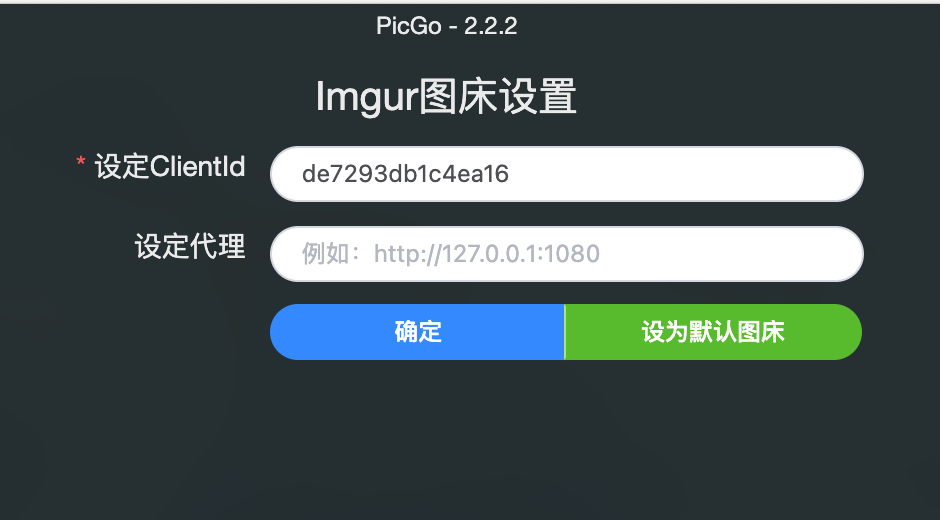 PicGo - 2.2.2
Imgur图床设置
* 设定ClientId
de7293db1c4ea16
设定代理
例如：http://127.0.0.1:1080
确定
设为默认图床